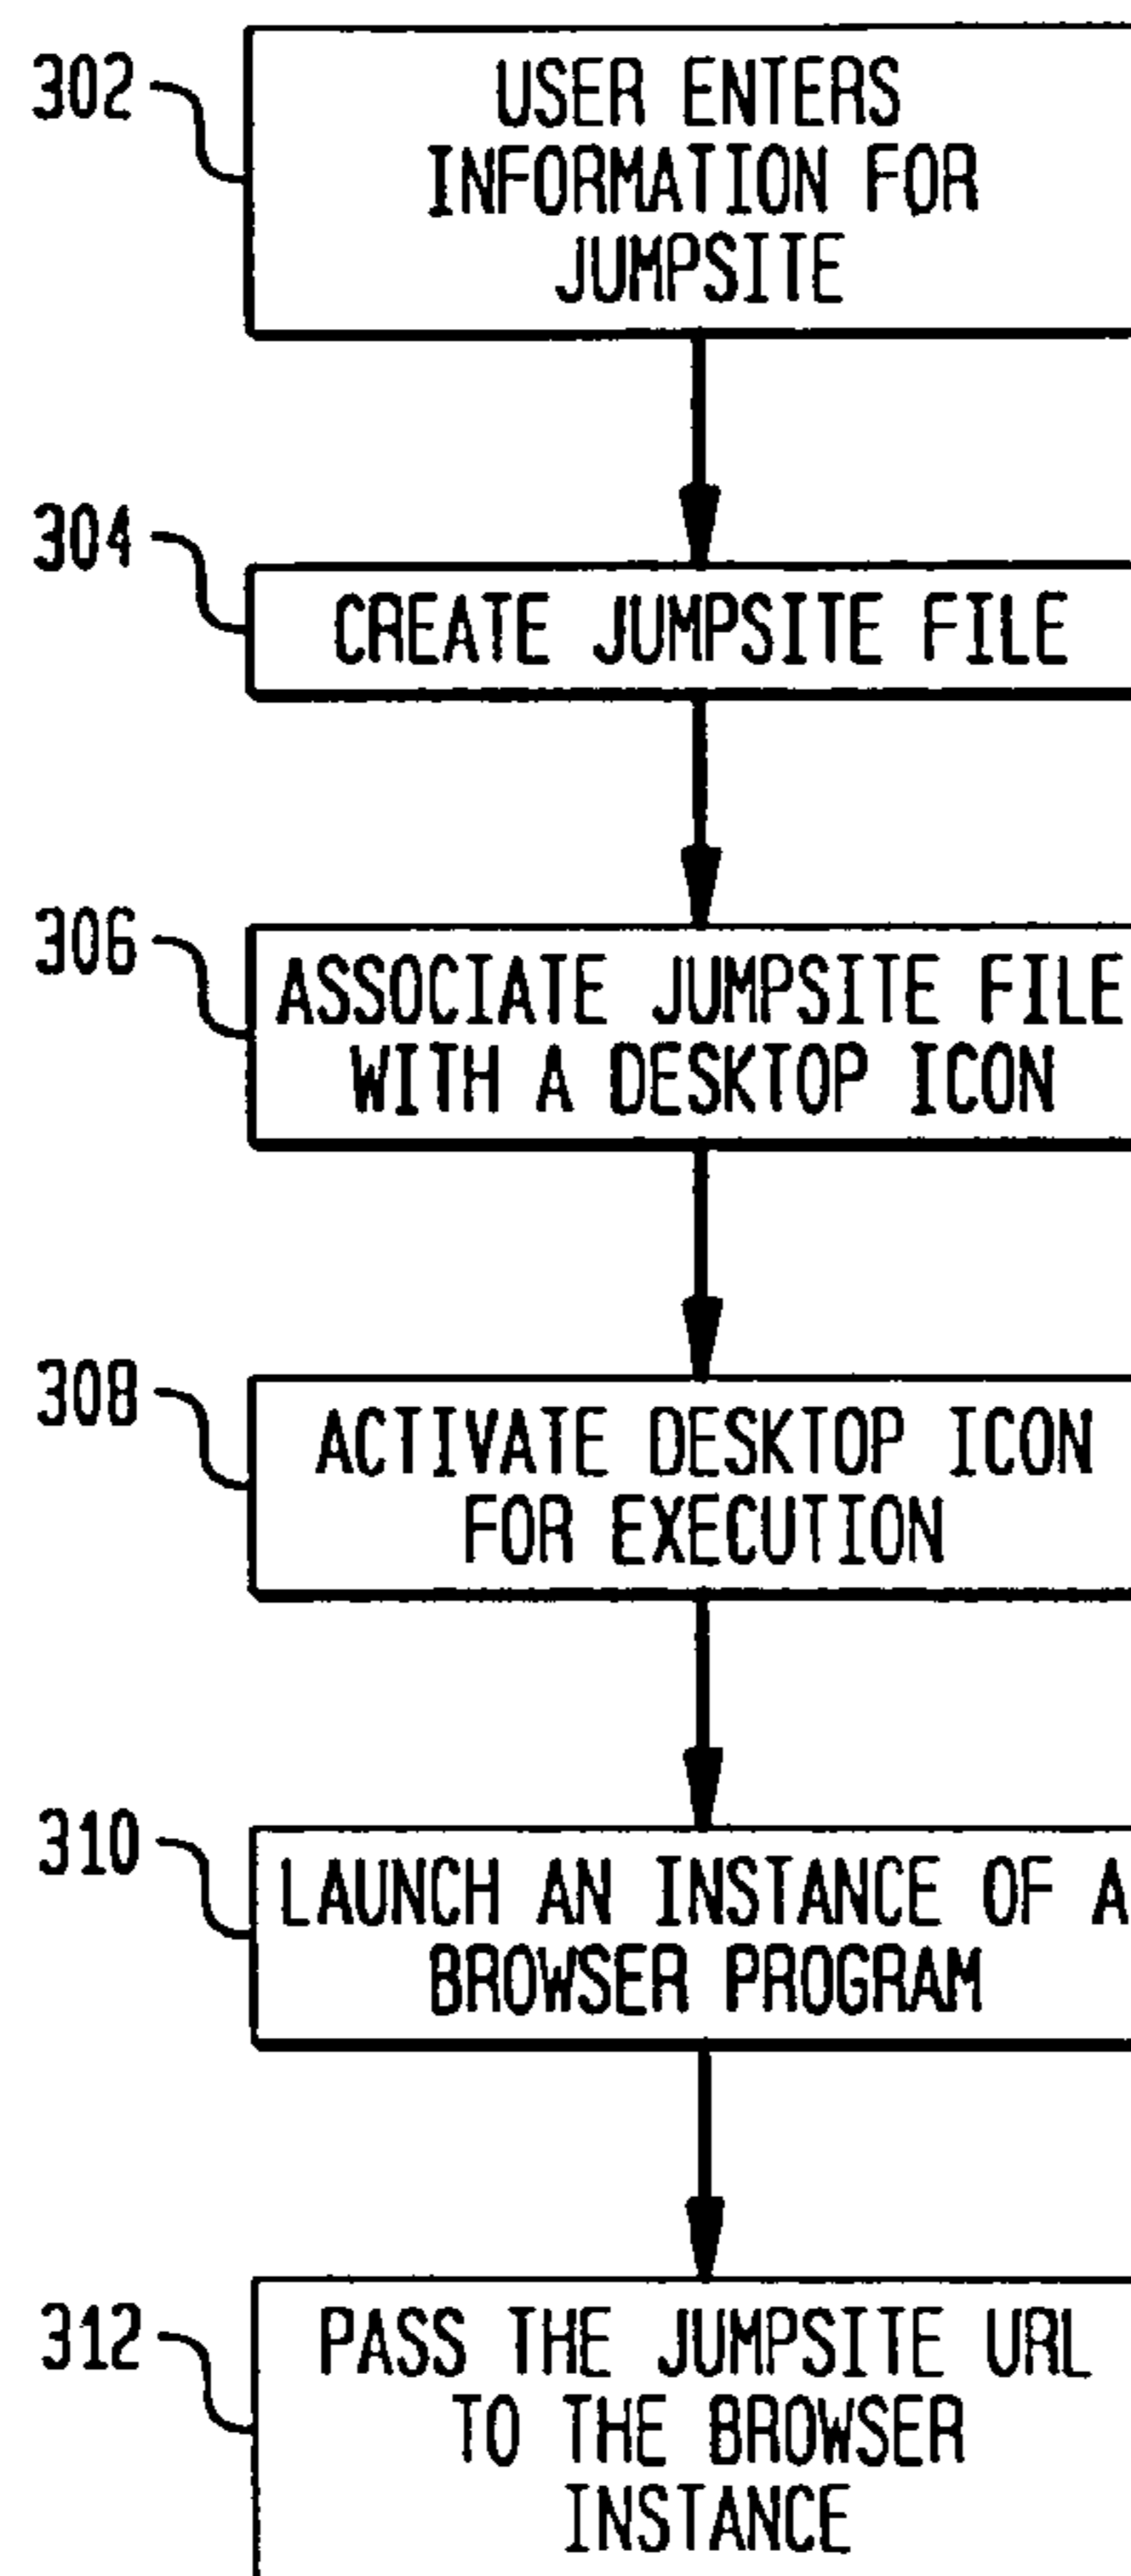 302
USER ENTERS
INFORMATION FOR
JUMPSITE
304
CREATE JUMPSITE FILE
306
ASSOCIATE JUMPSITE FILE
WITH A DESKTOP ICON
308
ACTIVATE DESKTOP ICON
FOR EXECUTION
310
LAUNCH AN INSTANCE OF A
BROWSER PROGRAM
312
PASS THE JUMPSITE URL
TO THE BROWSER
INSTANCE